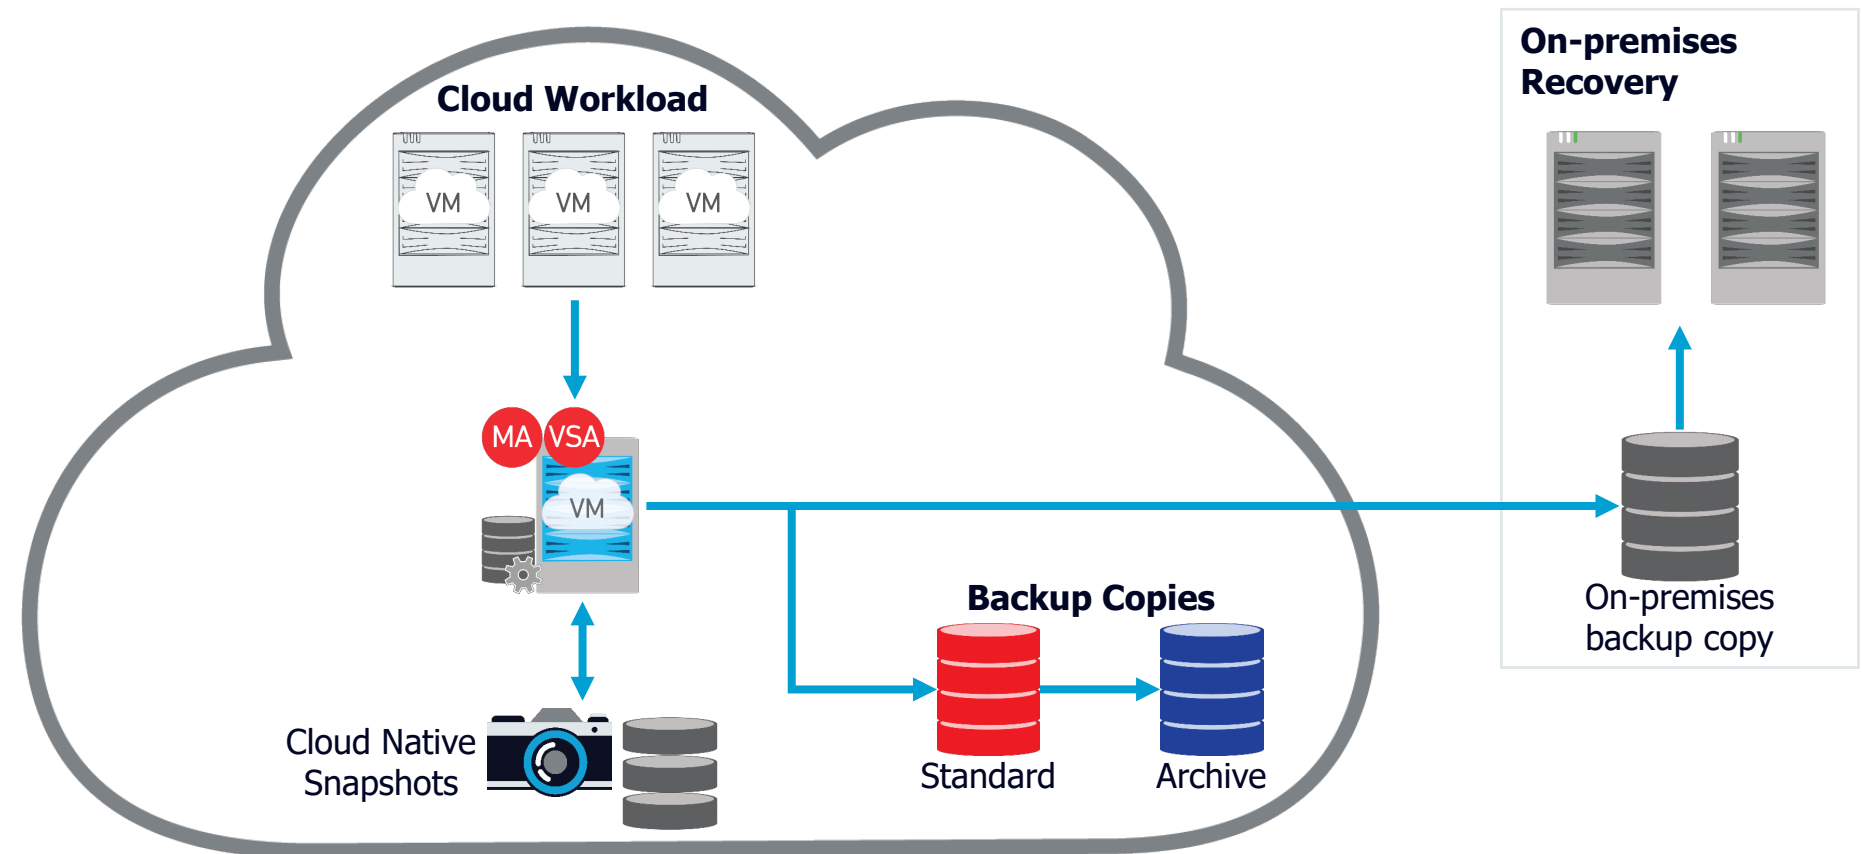 Cloud Workload
VM
VM
VM
MA
VSA
VM
Cloud Native
Snapshots
Backup Copies
Standard
Archive
On-premises
Recovery
On-premises
backup copy